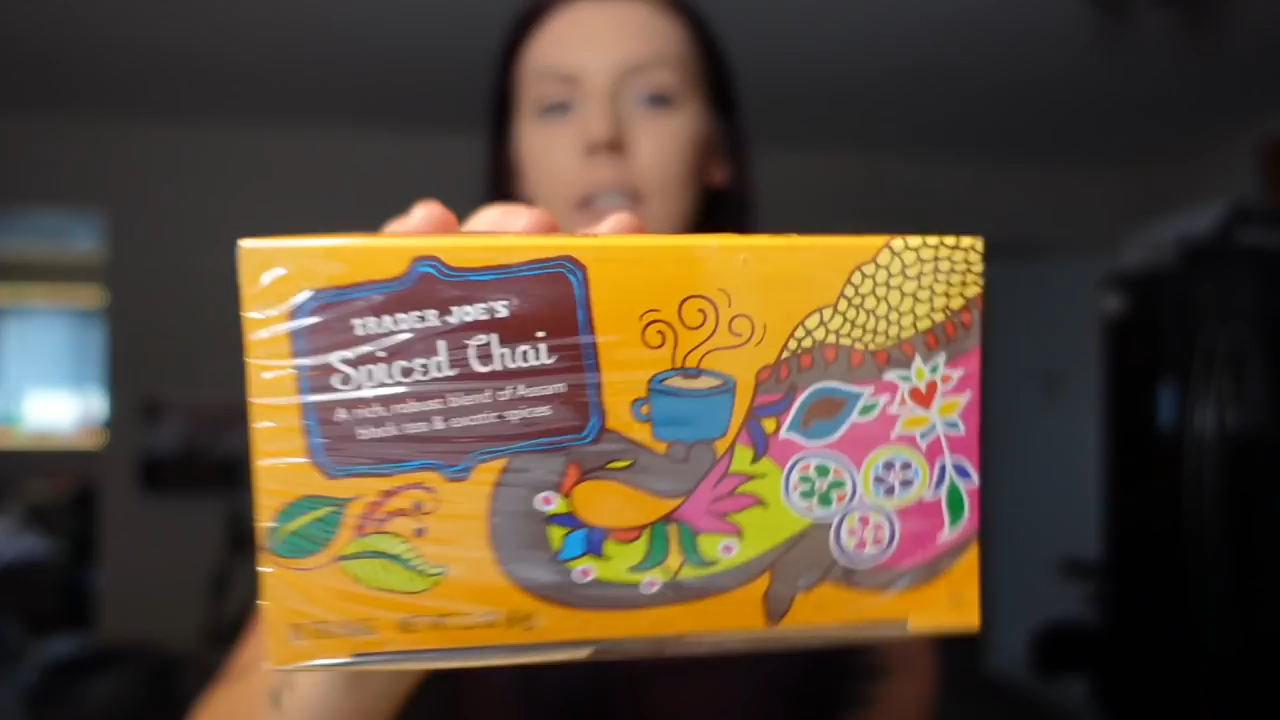 TRADER JOE'S
Spiced Chai
A rich, robust blend of Assam
black tea & exotic spices